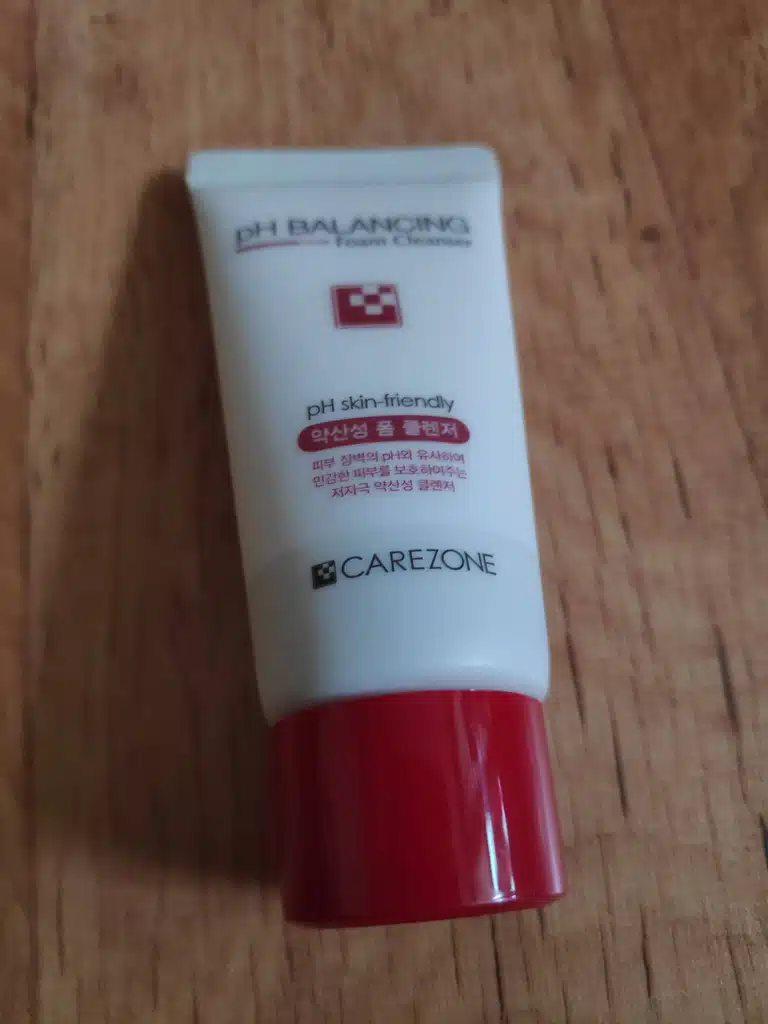 pH BALANCING
Foam Cleanser
pH skin-friendly
약산성 폼 클렌저
피부 장벽의 pH와 유사하여
민감한 피부를 보호하여주는
저자극 약산성 클렌저
CAREZONE